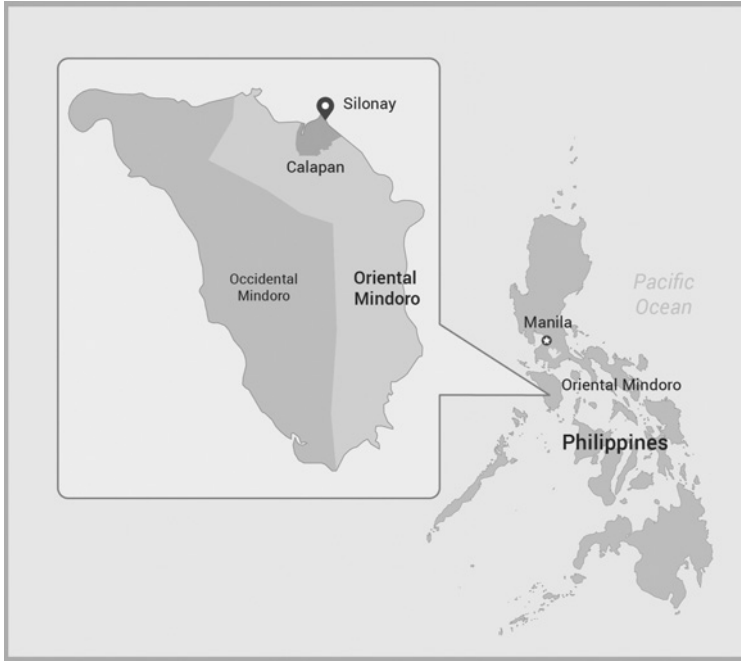 Silonay
Calapan
Occidental
Mindoro
Oriental
Mindoro
Pacific
Ocean
Manila
Oriental Mindoro
Philippines